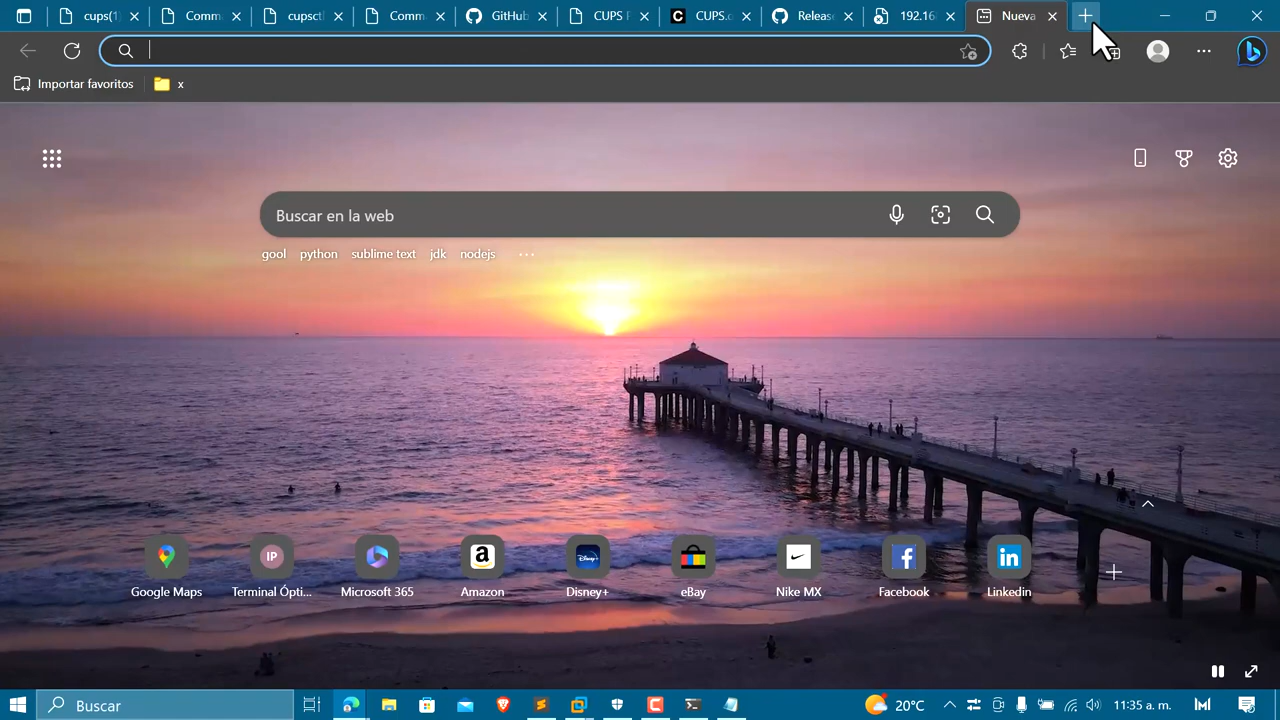 cups(1)
Comm
cupsctl
Comm
GitHub
CUPS F
CUPS.o
Release
192.16
Nueva
Importar favoritos
x
Buscar en la web
gool python sublime text jdk nodejs ...
IP
Google Maps
Terminal Ópti...
Microsoft 365
Amazon
Disney+
eBay
Nike MX
Facebook
Linkedin
Buscar
20°C
11:35 a. m.